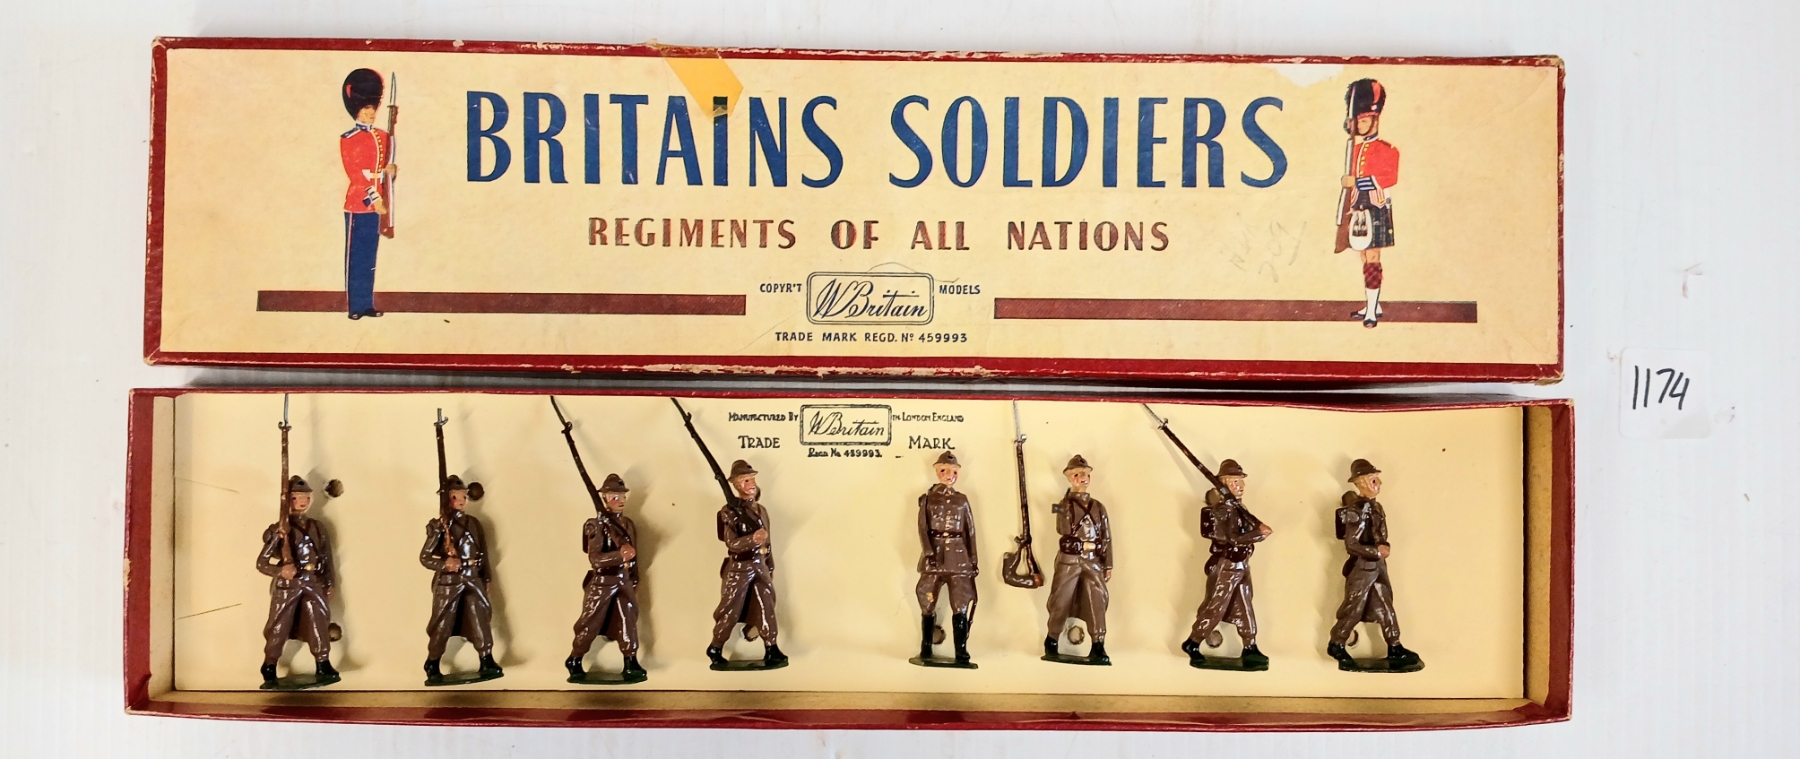 BRITAINS SOLDIERS
REGIMENTS OF ALL NATIONS
COPYR'T W Britain MODELS
TRADE MARK REGD. Nº 459993
1174
MANUFACTURED BY W Britain IN LONDON ENGLAND
TRADE MARK
REGD No 459993.